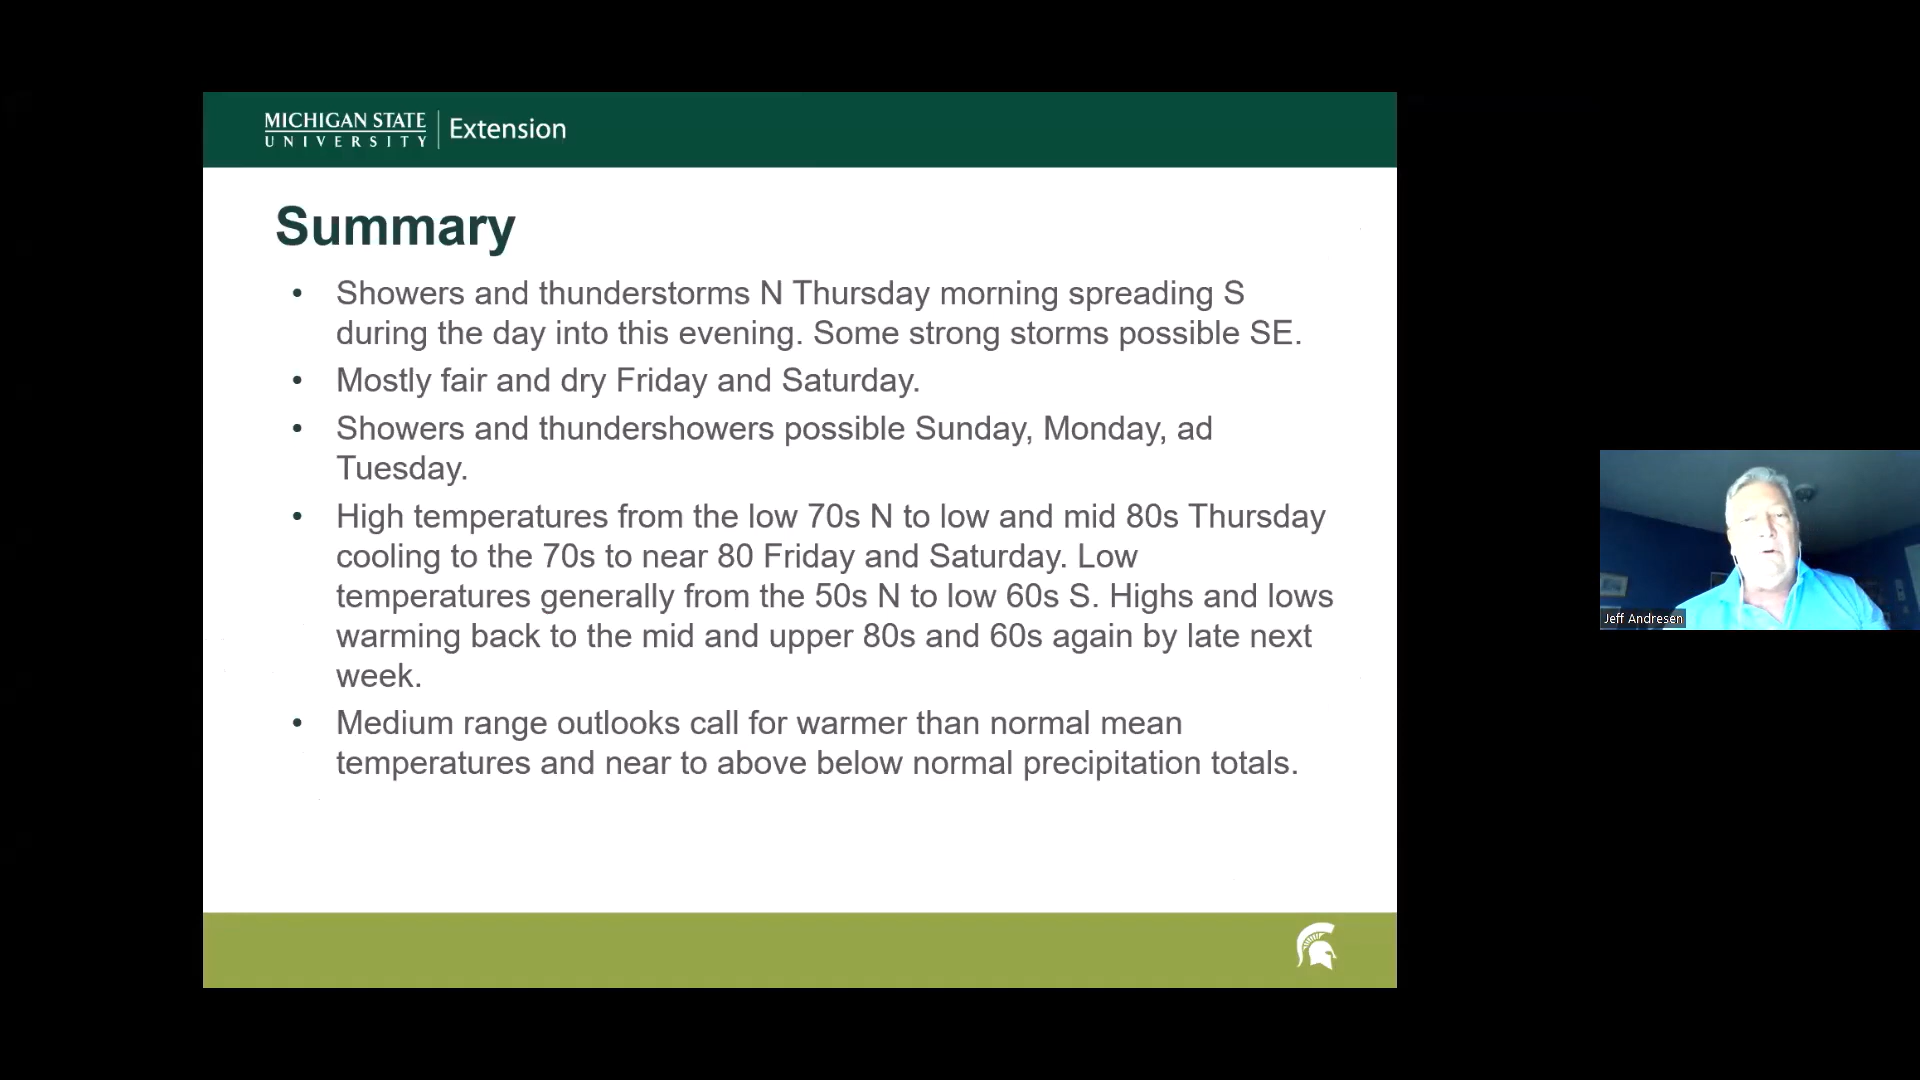 MICHIGAN STATE
UNIVERSITY
Extension
Summary
• Showers and thunderstorms N Thursday morning spreading S
during the day into this evening. Some strong storms possible SE.
• Mostly fair and dry Friday and Saturday.
• Showers and thundershowers possible Sunday, Monday, ad
Tuesday.
• High temperatures from the low 70s N to low and mid 80s Thursday
cooling to the 70s to near 80 Friday and Saturday. Low
temperatures generally from the 50s N to low 60s S. Highs and lows
warming back to the mid and upper 80s and 60s again by late next
week.
• Medium range outlooks call for warmer than normal mean
temperatures and near to above below normal precipitation totals.
Jeff Andresen